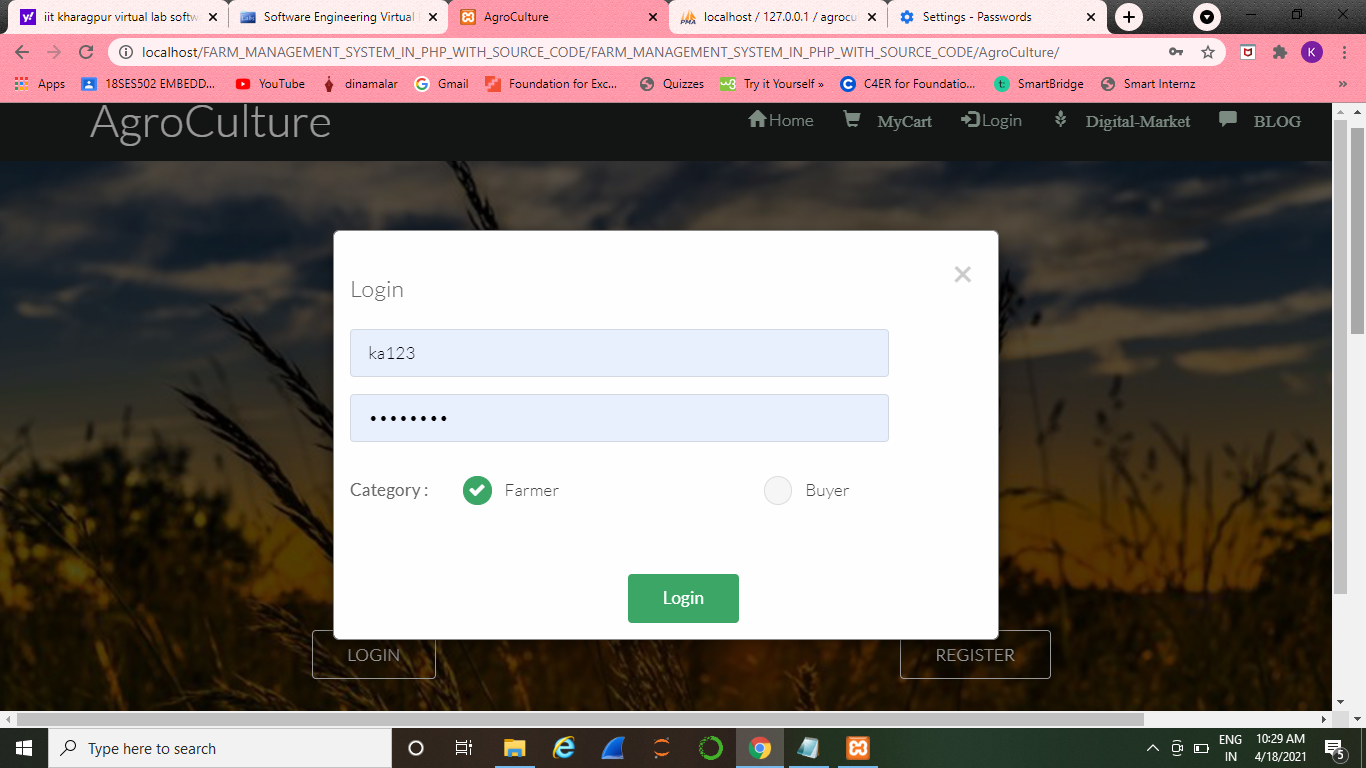 iit kharagpur virtual lab softw
Software Engineering Virtual
AgroCulture
localhost / 127.0.0.1 / agrocu
Settings - Passwords
localhost/FARM_MANAGEMENT_SYSTEM_IN_PHP_WITH_SOURCE_CODE/FARM_MANAGEMENT_SYSTEM_IN_PHP_WITH_SOURCE_CODE/AgroCulture/
K
Apps
18SES502 EMBEDD...
YouTube
dinamalar
Gmail
Foundation for Exc...
Quizzes
Try it Yourself »
C4ER for Foundatio...
SmartBridge
Smart Internz
»
AgroCulture
Home
MyCart
Login
Digital-Market
BLOG
Login
×
ka123
••••••••
Category :
Farmer
Buyer
Login
LOGIN
REGISTER
Type here to search
ENG
IN
10:29 AM
4/18/2021
5